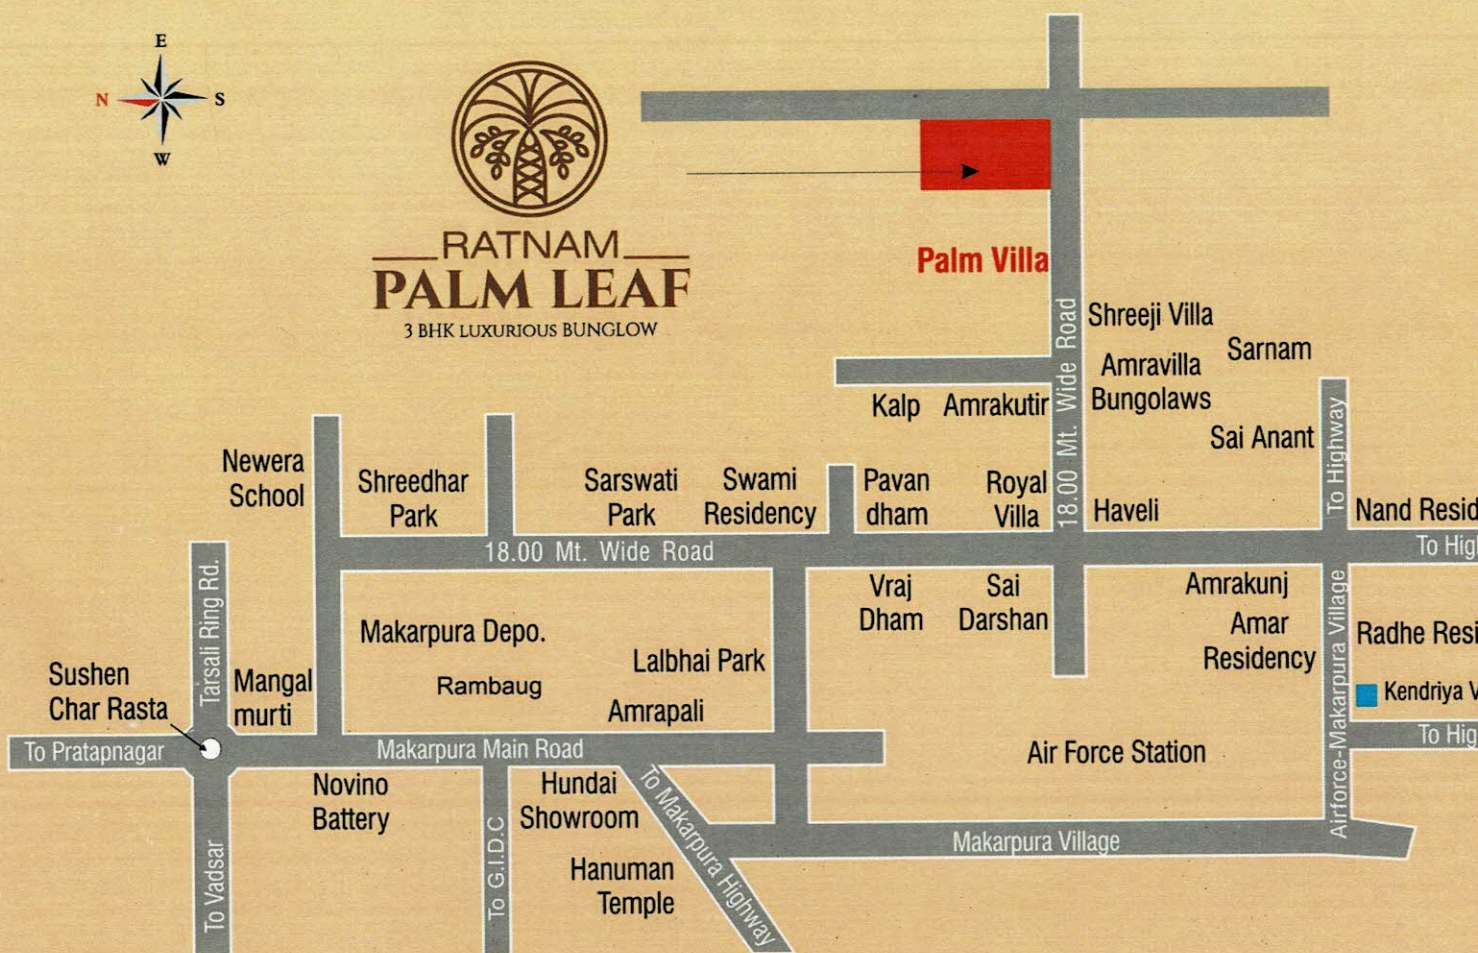 E
N
S
W
RATNAM
PALM LEAF
3 BHK LUXURIOUS BUNGLOW
Palm Villa
18.00 Mt. Wide Road
Shreeji Villa
Sarnam
Amravilla
Bungolaws
Kalp
Amrakutir
Sai Anant
To Highway
Newera
School
Shreedhar
Park
Sarswati
Park
Swami
Residency
Pavan
dham
Royal
Villa
Haveli
Nand Resid
18.00 Mt. Wide Road
To High
Tarsali Ring Rd.
Vraj
Dham
Sai
Darshan
Amrakunj
Amar
Residency
Airforce-Makarpura Village
Radhe Resi
Makarpura Depo.
Lalbhai Park
Rambaug
Amrapali
Sushen
Char Rasta
Mangal
murti
Kendriya V
To Pratapnagar
Makarpura Main Road
Air Force Station
To Hig
Novino
Battery
Hundai
Showroom
To Makarpura Highway
To Vadsar
To G.I.D.C
Hanuman
Temple
Makarpura Village